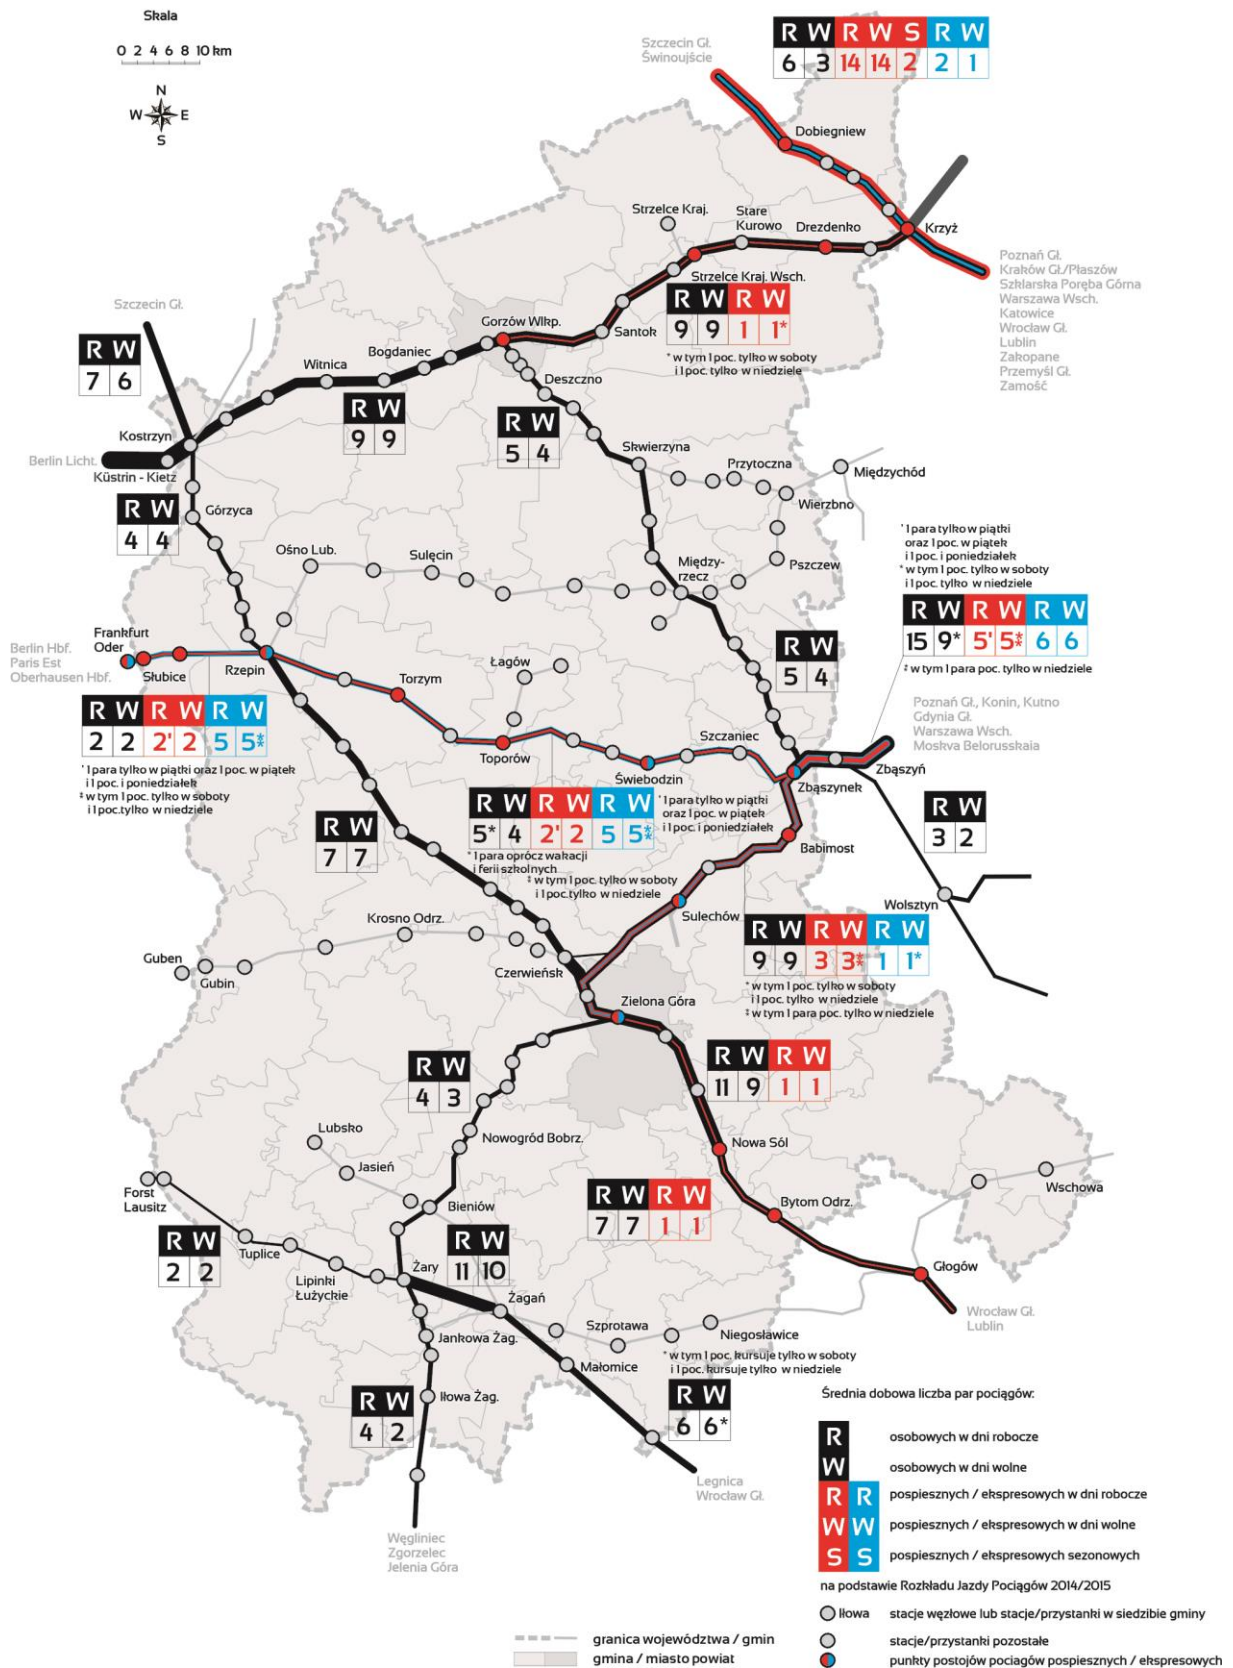 Skala
0 2 4 6 8 10 km
N
W E
S
Szczecin Gł.
Świnoujście
R W R W S R W
6 3 14 14 2 2 1
Dobiegniew
Strzelce Kraj.
Stare
Kurowo
Drezdenko
Krzyż
Strzelce Kraj. Wsch.
Poznań Gł.
Kraków Gł./Płaszów
Szklarska Poręba Górna
Warszawa Wsch.
Katowice
Wrocław Gł.
Lublin
Zakopane
Przemyśl Gł.
Zamość
R W R W
9 9 1 1*
* w tym 1 poc. tylko w soboty
i 1 poc. tylko w niedziele
Szczecin Gł.
Gorzów Wlkp.
Santok
R W
7 6
Witnica
Bogdaniec
Deszczno
R W
9 9
R W
5 4
Kostrzyn
Berlin Licht.
Küstrin - Kietz
Skwierzyna
Przytoczna
Międzychód
Wierzbno
R W
4 4
Górzyca
Ośno Lub.
Sulęcin
Między-
rzecz
Pszczew
' 1 para tylko w piątki
oraz 1 poc. w piątek
i 1 poc. i poniedziałek
* w tym 1 poc. tylko w soboty
i 1 poc. tylko w niedziele
R W R W R W
15 9* 5' 5‡ 6 6
‡ w tym 1 para poc. tylko w niedziele
Frankfurt
Oder
Berlin Hbf.
Paris Est
Oberhausen Hbf.
Słubice
Rzepin
Torzym
Łagów
R W
5 4
Poznań Gł., Konin, Kutno
Gdynia Gł.
Warszawa Wsch.
Moskva Belorusskaia
R W R W R W
2 2 2' 2 5 5‡
' 1 para tylko w piątki oraz 1 poc. w piątek
i 1 poc. i poniedziałek
‡ w tym 1 poc. tylko w soboty
i 1 poc.tylko w niedziele
Toporów
Szczaniec
Świebodzin
Zbąszynek
Zbąszyń
R W R W R W
5* 4 2' 2 5 5‡
' 1 para tylko w piątki
oraz 1 poc. w piątek
i 1 poc. i poniedziałek
* 1 para oprócz wakacji
i ferii szkolnych
‡ w tym 1 poc. tylko w soboty
i 1 poc.tylko w niedziele
R W
7 7
R W
3 2
Babimost
Wolsztyn
Sulechów
Krosno Odrz.
Guben
Gubin
Czerwieńsk
R W R W R W
9 9 3 3‡ 1 1*
* w tym 1 poc. tylko w soboty
i 1 poc. tylko w niedziele
‡ w tym 1 para poc. tylko w niedziele
Zielona Góra
R W
4 3
R W R W
11 9 1 1
Lubsko
Jasień
Nowogród Bobrz.
Nowa Sól
Wschowa
Forst
Lausitz
Bieniów
R W R W
7 7 1 1
Bytom Odrz.
R W
2 2
Tuplice
Lipinki
Łużyckie
Żary
R W
11 10
Żagań
Głogów
Wrocław Gł.
Lublin
Jankowa Żag.
Szprotawa
Niegosławice
Małomice
* w tym 1 poc. kursuje tylko w soboty
i 1 poc. kursuje tylko w niedziele
R W
6 6*
R W
4 2
Iłowa Żag.
Legnica
Wrocław Gł.
Węgliniec
Zgorzelec
Jelenia Góra
Średnia dobowa liczba par pociągów:
R osobowych w dni robocze
W osobowych w dni wolne
R R pospiesznych / ekspresowych w dni robocze
W W pospiesznych / ekspresowych w dni wolne
S S pospiesznych / ekspresowych sezonowych
na podstawie Rozkładu Jazdy Pociągów 2014/2015
Iłowa stacje węzłowe lub stacje/przystanki w siedzibie gminy
stacje/przystanki pozostałe
punkty postojów pociągów pospiesznych / ekspresowych
granica województwa / gmin
gmina / miasto powiat